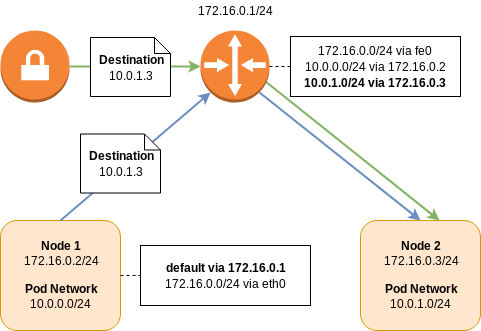 172.16.0.1/24
Destination
10.0.1.3
172.16.0.0/24 via fe0
10.0.0.0/24 via 172.16.0.2
10.0.1.0/24 via 172.16.0.3
Destination
10.0.1.3
Node 1
172.16.0.2/24
Pod Network
10.0.0.0/24
default via 172.16.0.1
172.16.0.0/24 via eth0
Node 2
172.16.0.3/24
Pod Network
10.0.1.0/24